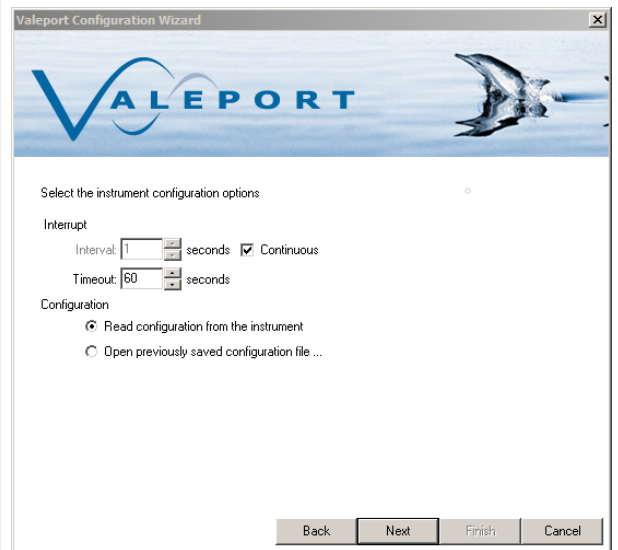 Valeport Configuration Wizard
VALEPORT
Select the instrument configuration options
Interrupt
Interval: 1 seconds Continuous
Timeout: 60 seconds
Configuration
Read configuration from the instrument
Open previously saved configuration file ...
Back Next Finish Cancel